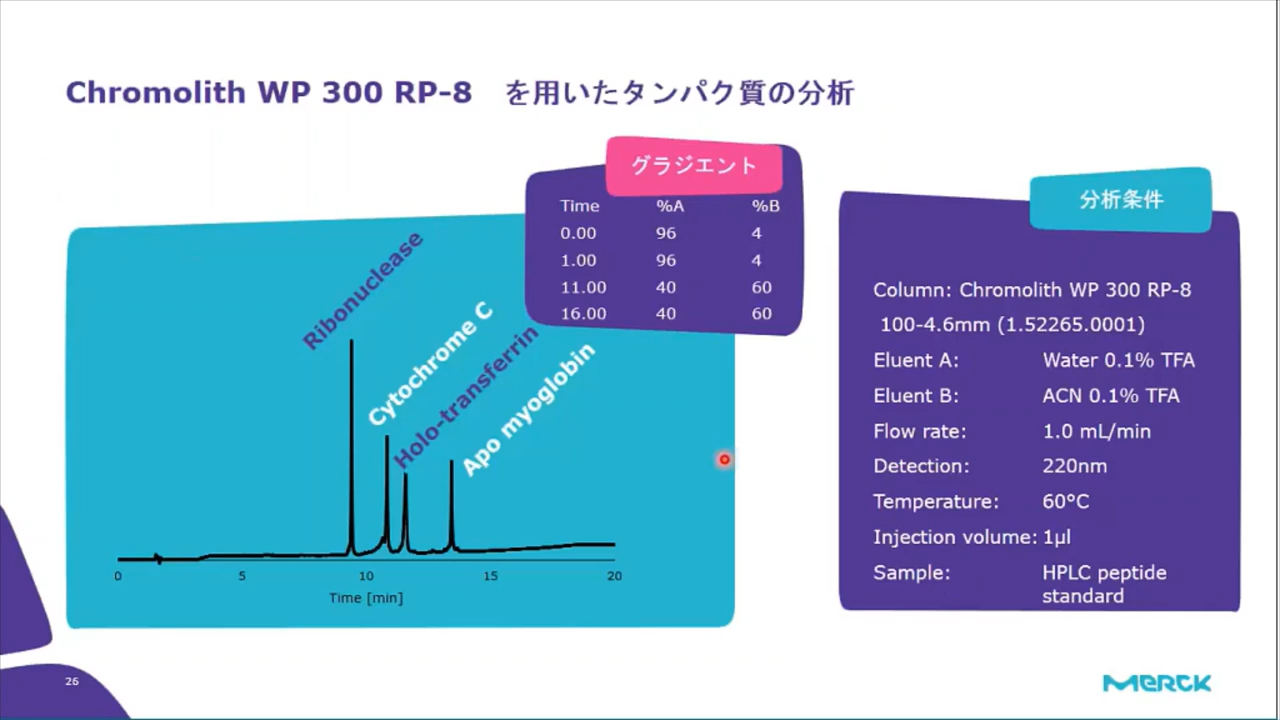 Chromolith WP 300 RP-8 を用いたタンパク質の分析
グラジエント
Time %A %B
0.00 96 4
1.00 96 4
11.00 40 60
16.00 40 60
Ribonuclease
Cytochrome C
Holo-transferrin
Apo myoglobin
0 5 10 15 20
Time [min]
分析条件
Column: Chromolith WP 300 RP-8
100-4.6mm (1.52265.0001)
Eluent A: Water 0.1% TFA
Eluent B: ACN 0.1% TFA
Flow rate: 1.0 mL/min
Detection: 220nm
Temperature: 60°C
Injection volume: 1µl
Sample: HPLC peptide
standard
26
MERCK